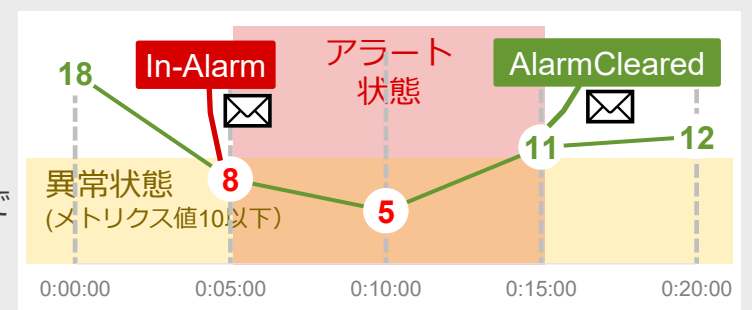 アラート
状態
In-Alarm
AlarmCleared
18
8
5
11
12
異常状態
(メトリクス値10以下）
で
0:00:00
0:05:00
0:10:00
0:15:00
0:20:00